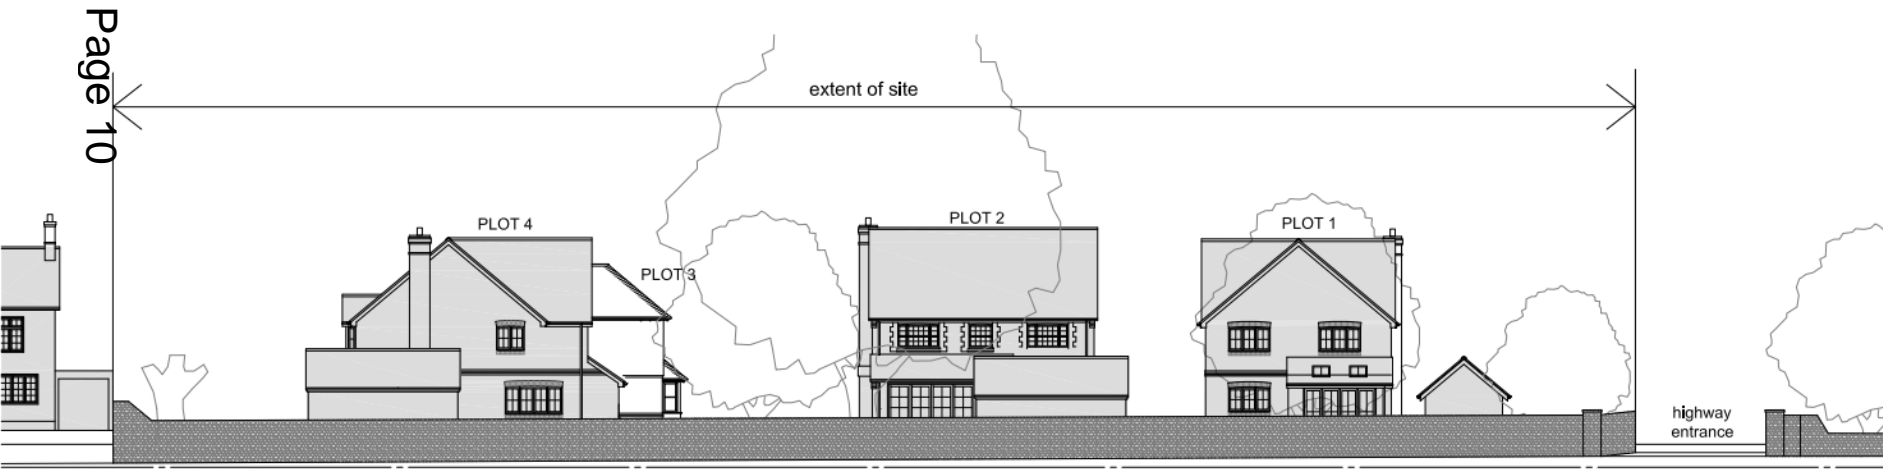 Page 10
extent of site
PLOT 4
PLOT 3
PLOT 2
PLOT 1
highway
entrance